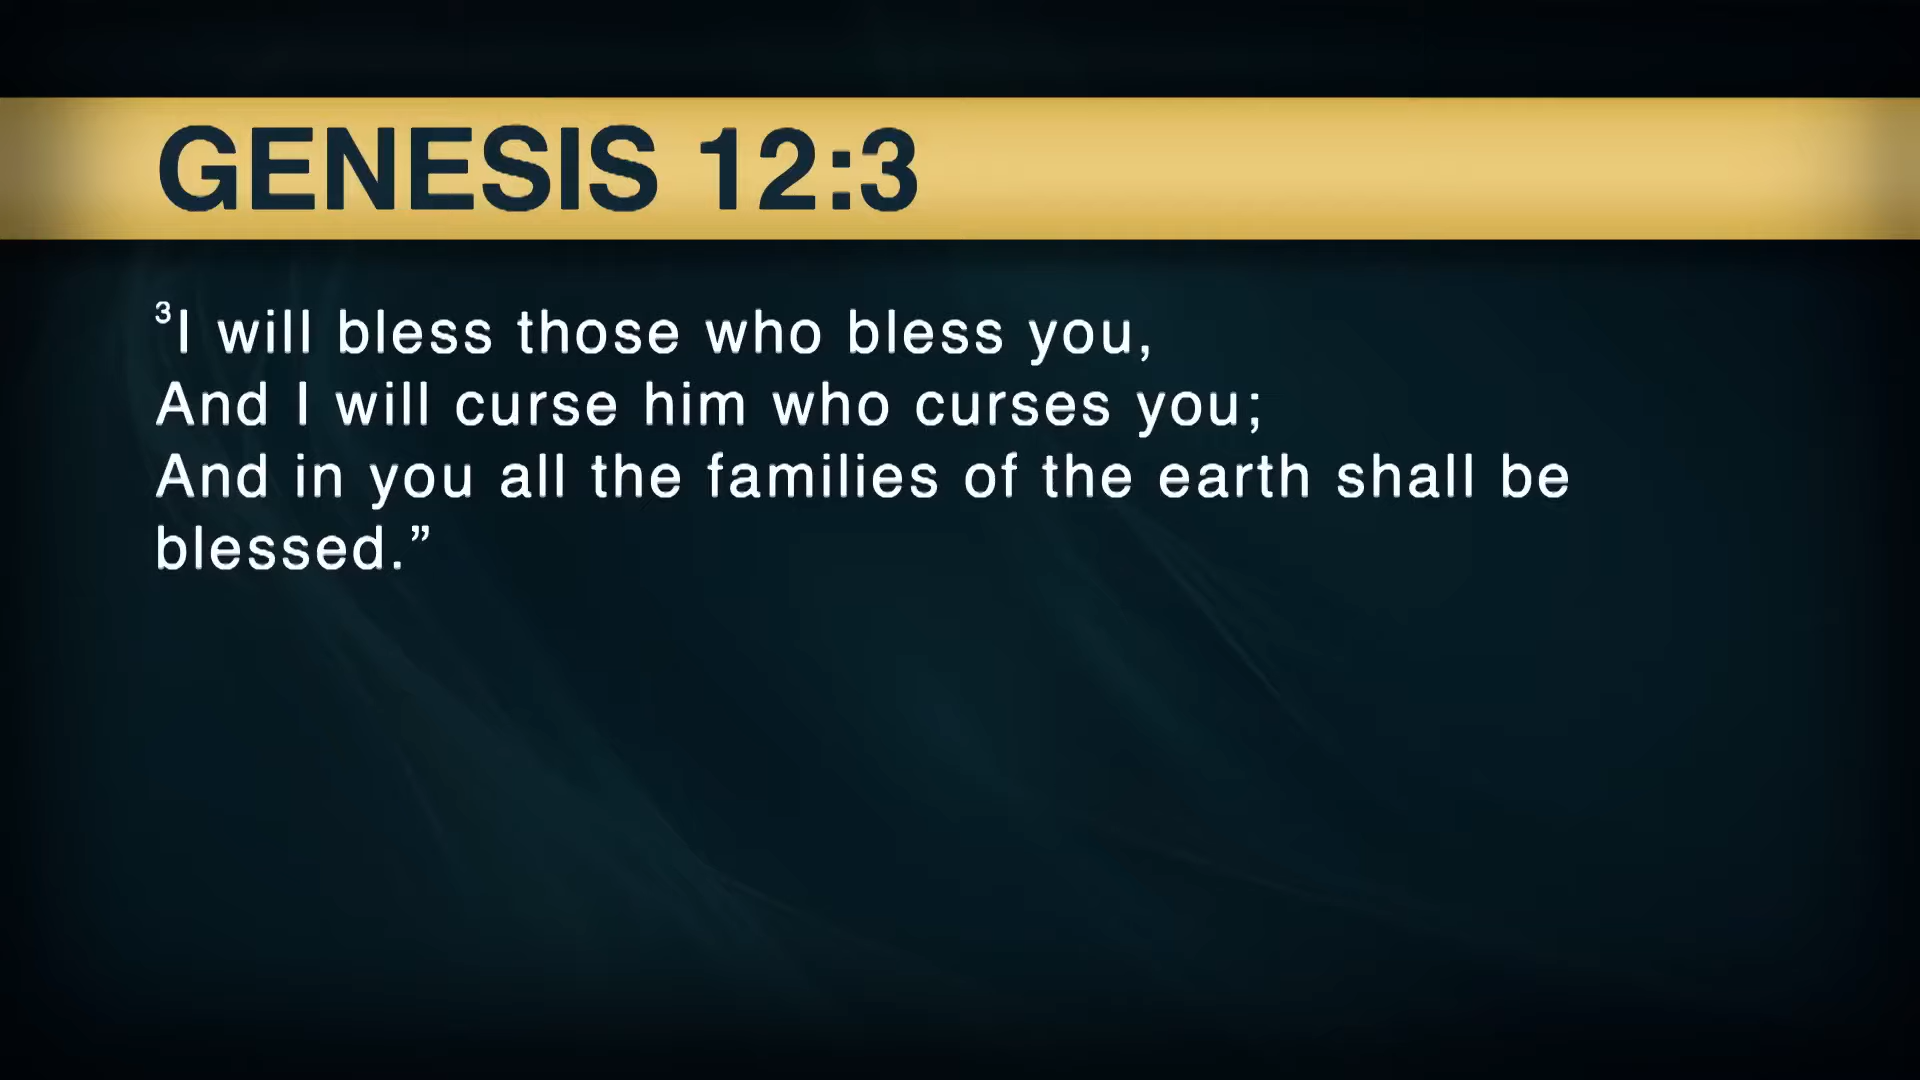 GENESIS 12:3
³I will bless those who bless you,
And I will curse him who curses you;
And in you all the families of the earth shall be
blessed.”